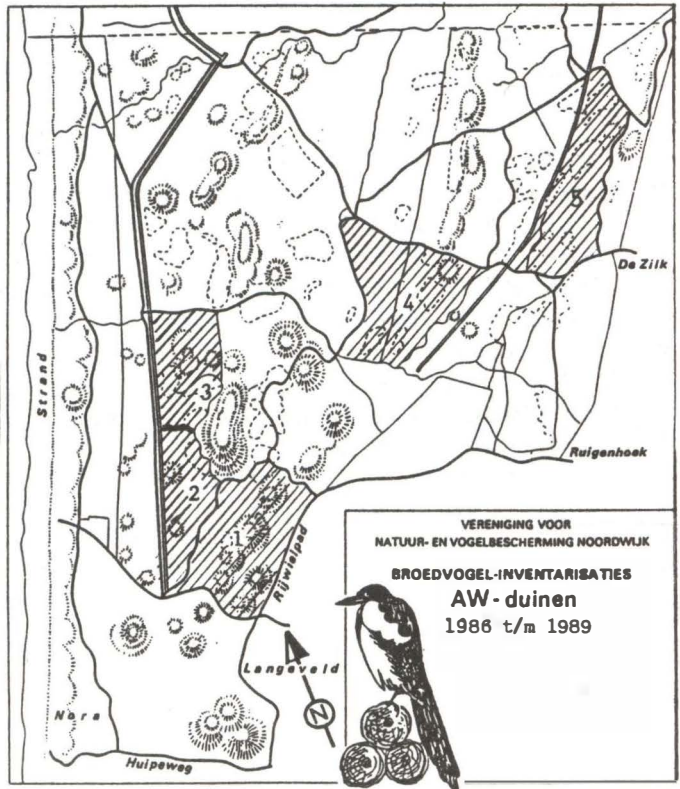 5
De Zilk
4
Strand
3
Ruigenhoek
2
1
Rijwielpad
VERENIGING VOOR
NATUUR- EN VOGELBESCHERMING NOORDWIJK
BROEDVOGEL-INVENTARISATIES
AW-duinen
1986 t/m 1989
Langeveld
N
Nora
Huipeweg